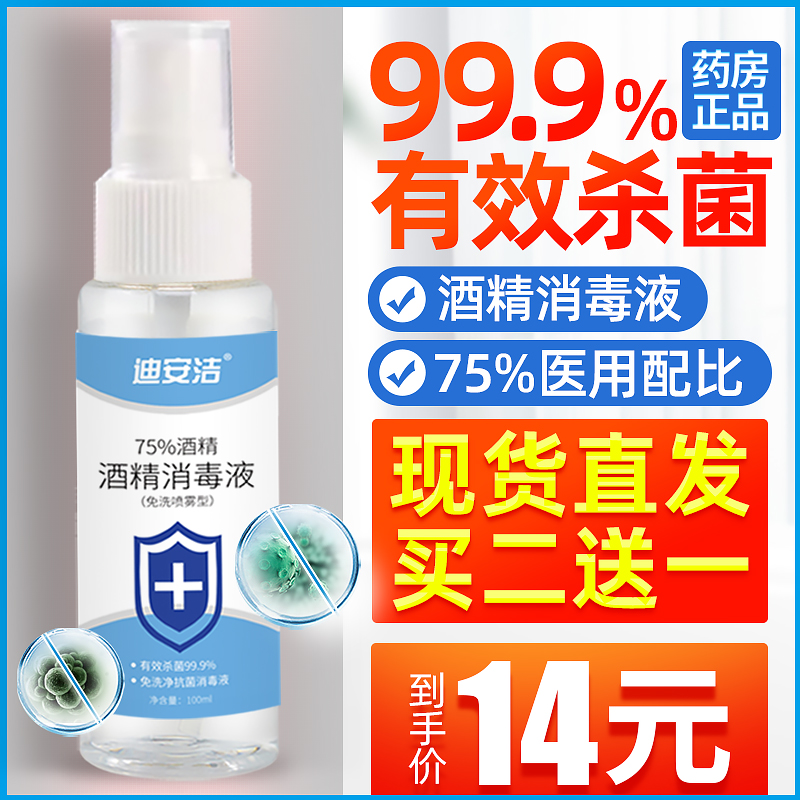 99.9%
药房
正品
有效杀菌
酒精消毒液
75%医用配比
现货直发
买二送一
到手价
14元
迪安洁®
75%酒精
酒精消毒液
(免洗喷雾型)
• 有效杀菌99.9%
• 免洗净抗菌消毒液
净含量：100ml